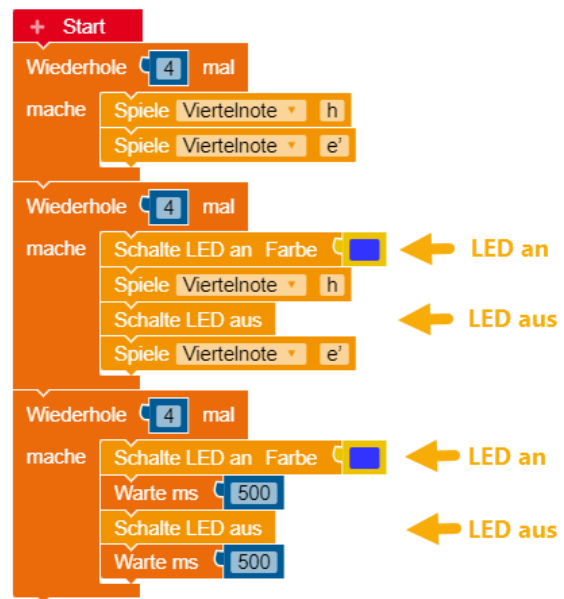 + Start
Wiederhole 4 mal
mache Spiele Viertelnote h
Spiele Viertelnote e'
Wiederhole 4 mal
mache Schalte LED an Farbe LED an
Spiele Viertelnote h
Schalte LED aus LED aus
Spiele Viertelnote e'
Wiederhole 4 mal
mache Schalte LED an Farbe LED an
Warte ms 500
Schalte LED aus LED aus
Warte ms 500